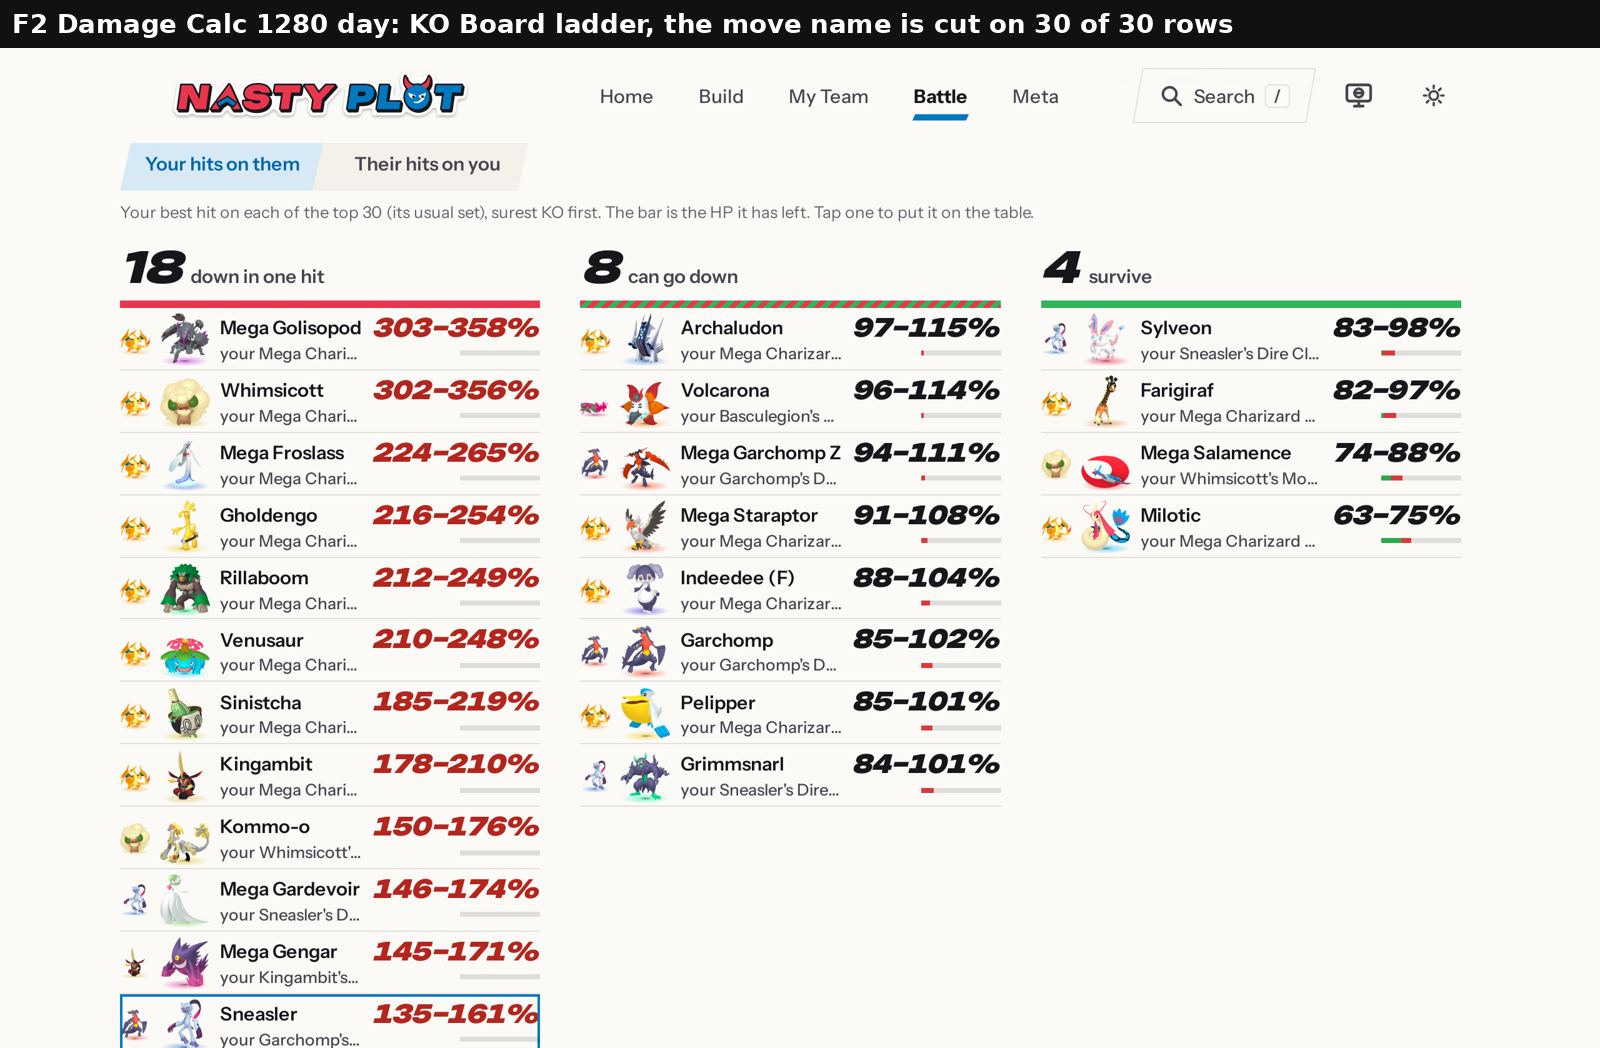 F2 Damage Calc 1280 day: KO Board ladder, the move name is cut on 30 of 30 rows
NASTY PLOT
Home Build My Team Battle Meta Search /
Your hits on them Their hits on you
Your best hit on each of the top 30 (its usual set), surest KO first. The bar is the HP it has left. Tap one to put it on the table.
18 down in one hit
Mega Golisopod 303–358%
your Mega Chari...
Whimsicott 302–356%
your Mega Chari...
Mega Froslass 224–265%
your Mega Chari...
Gholdengo 216–254%
your Mega Chari...
Rillaboom 212–249%
your Mega Chari...
Venusaur 210–248%
your Mega Chari...
Sinistcha 185–219%
your Mega Chari...
Kingambit 178–210%
your Mega Chari...
Kommo-o 150–176%
your Whimsicott'...
Mega Gardevoir 146–174%
your Sneasler's D...
Mega Gengar 145–171%
your Kingambit's...
Sneasler 135–161%
your Garchomp's...
8 can go down
Archaludon 97–115%
your Mega Charizar...
Volcarona 96–114%
your Basculegion's ...
Mega Garchomp Z 94–111%
your Garchomp's D...
Mega Staraptor 91–108%
your Mega Charizar...
Indeedee (F) 88–104%
your Mega Charizar...
Garchomp 85–102%
your Garchomp's D...
Pelipper 85–101%
your Mega Charizar...
Grimmsnarl 84–101%
your Sneasler's Dire...
4 survive
Sylveon 83–98%
your Sneasler's Dire Cl...
Farigiraf 82–97%
your Mega Charizard ...
Mega Salamence 74–88%
your Whimsicott's Mo...
Milotic 63–75%
your Mega Charizard ...